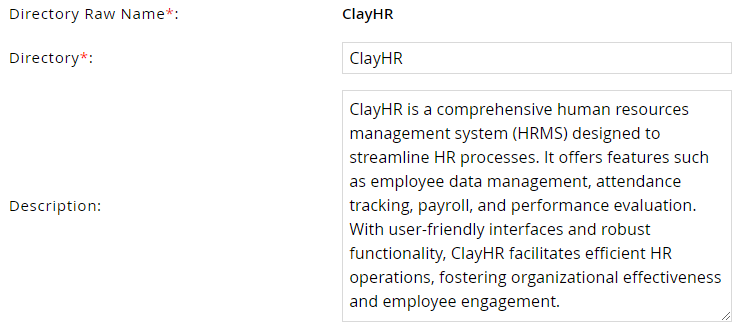 Directory Raw Name*: ClayHR
Directory*: ClayHR
Description:
ClayHR is a comprehensive human resources
management system (HRMS) designed to
streamline HR processes. It offers features such
as employee data management, attendance
tracking, payroll, and performance evaluation.
With user-friendly interfaces and robust
functionality, ClayHR facilitates efficient HR
operations, fostering organizational effectiveness
and employee engagement.